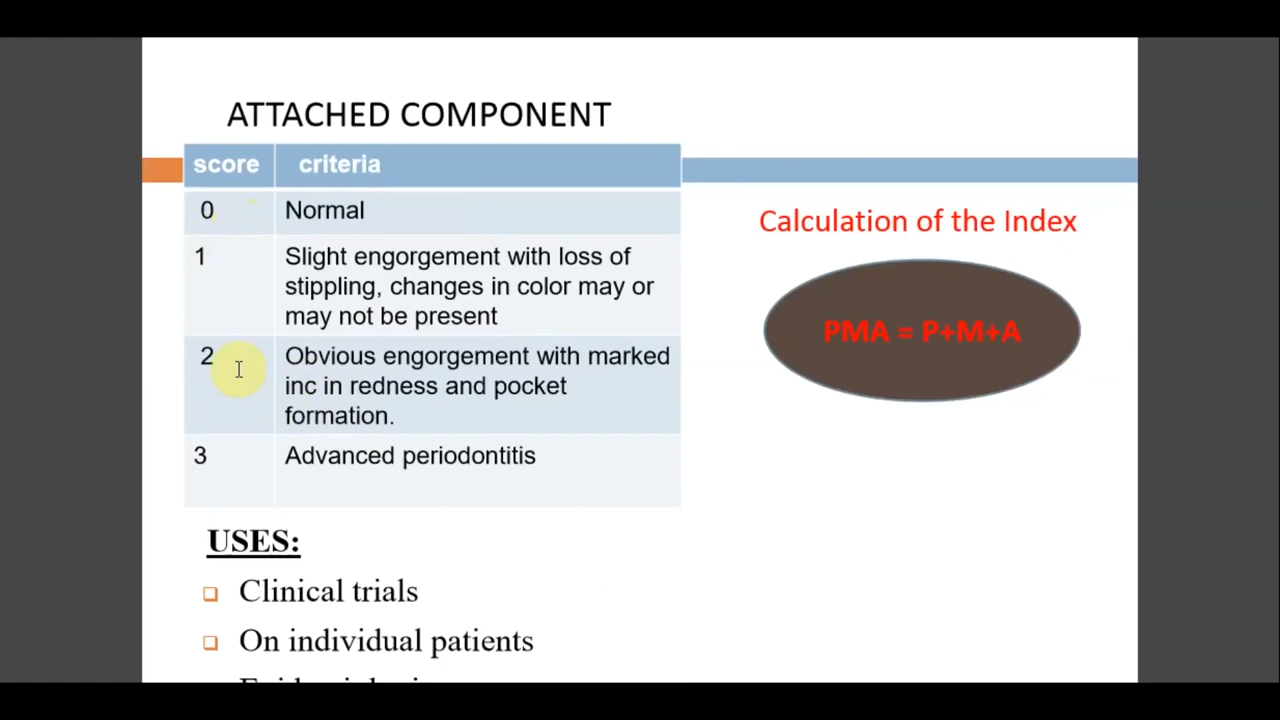 ATTACHED COMPONENT
score criteria
0 Normal
1 Slight engorgement with loss of
stippling, changes in color may or
may not be present
2 Obvious engorgement with marked
inc in redness and pocket
formation.
3 Advanced periodontitis
Calculation of the Index
PMA = P+M+A
USES:
Clinical trials
On individual patients